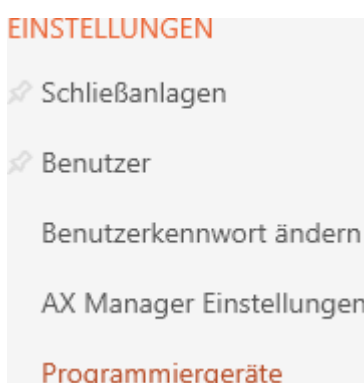 EINSTELLUNGEN
Schließanlagen
Benutzer
Benutzerkennwort ändern
AX Manager Einstellungen
Programmiergeräte